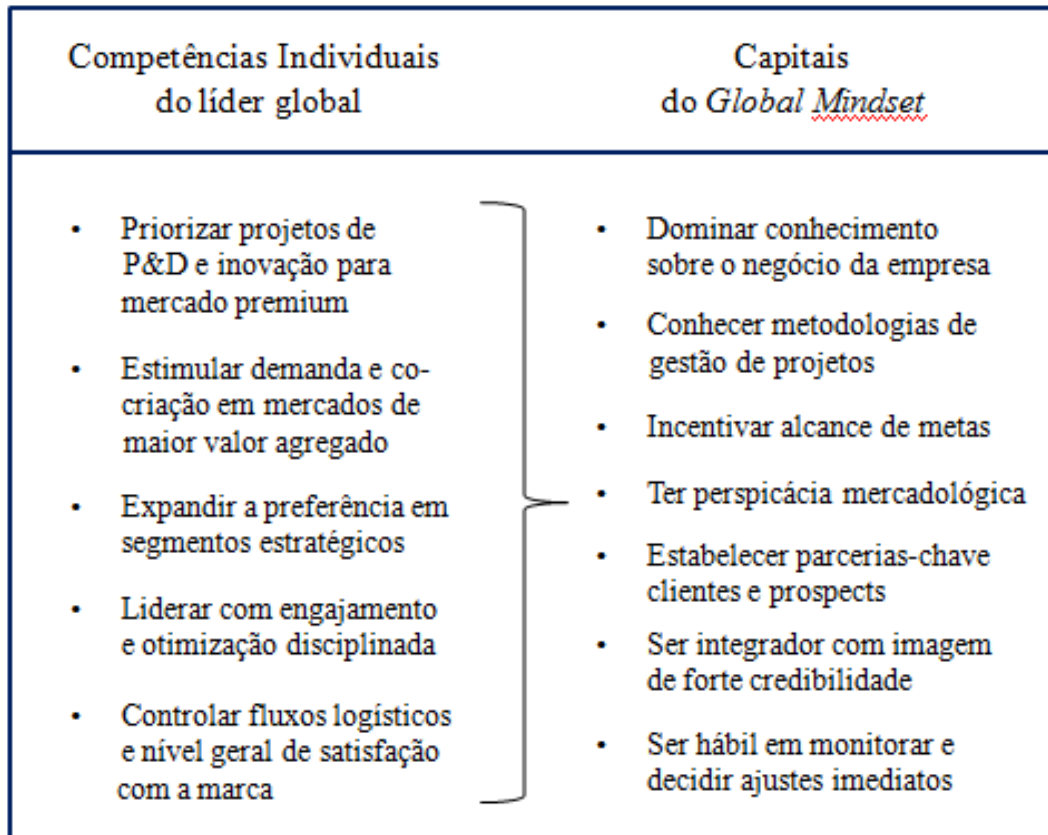 Competências Individuais
do líder global
Capitais
do Global Mindset
• Priorizar projetos de
P&D e inovação para
mercado premium
• Estimular demanda e co-
criação em mercados de
maior valor agregado
• Expandir a preferência em
segmentos estratégicos
• Liderar com engajamento
e otimização disciplinada
• Controlar fluxos logísticos
e nível geral de satisfação
com a marca
• Dominar conhecimento
sobre o negócio da empresa
• Conhecer metodologias de
gestão de projetos
• Incentivar alcance de metas
• Ter perspicácia mercadológica
• Estabelecer parcerias-chave
clientes e prospects
• Ser integrador com imagem
de forte credibilidade
• Ser hábil em monitorar e
decidir ajustes imediatos